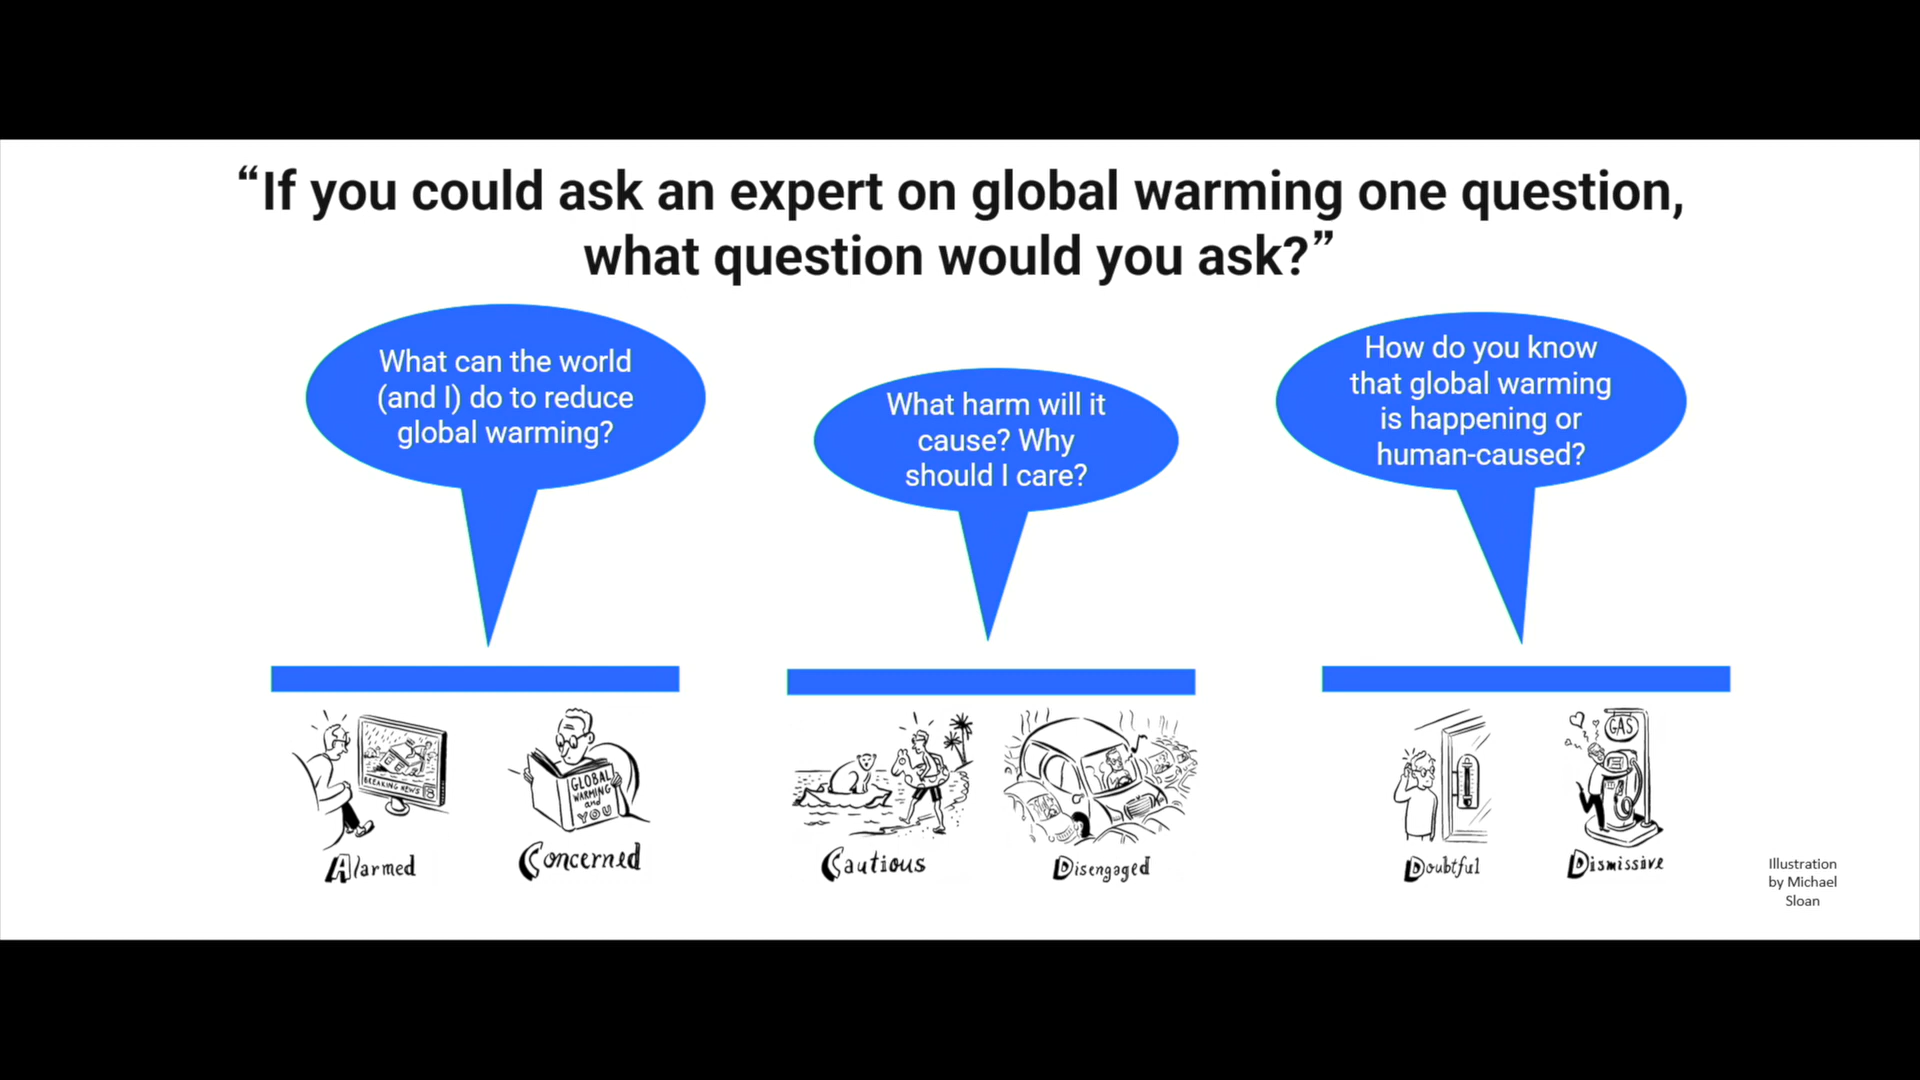 “If you could ask an expert on global warming one question,
what question would you ask?”
What can the world
(and I) do to reduce
global warming?
What harm will it
cause? Why
should I care?
How do you know
that global warming
is happening or
human-caused?
BREAKING NEWS
GLOBAL
WARMING
and
YOU
GAS
Alarmed
Concerned
Cautious
Disengaged
Doubtful
Dismissive
Illustration
by Michael
Sloan